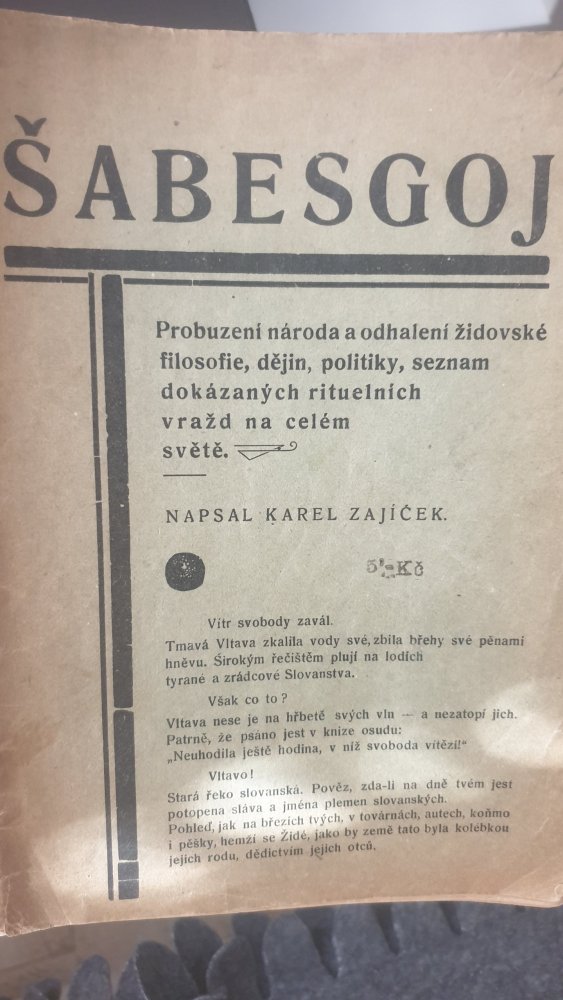 ŠABESGOJ
Probuzení národa a odhalení židovské
filosofie, dějin, politiky, seznam
dokázaných rituelních
vražd na celém
světě.
NAPSAL KAREL ZAJÍČEK.
5'- Kč
Vítr svobody zavál.
Tmavá Vltava zkalila vody své, zbila břehy své pěnami
hněvu. Širokým řečištěm plují na lodích
tyrané a zrádcové Slovanstva.
Však co to?
Vltava nese je na hřbetě svých vln — a nezatopí jich.
Patrně, že psáno jest v knize osudu:
„Neuhodila ještě hodina, v níž svoboda vítězí!“
Vltavo!
Stará řeko slovanská. Pověz, zda-li na dně tvém jest
potopena sláva a jména plemen slovanských.
Pohleď, jak na březích tvých, v továrnách, autech, koňmo
i pěšky, hemží se Židé, jako by země tato byla kolébkou
jejich rodu, dědictvím jejich otců.